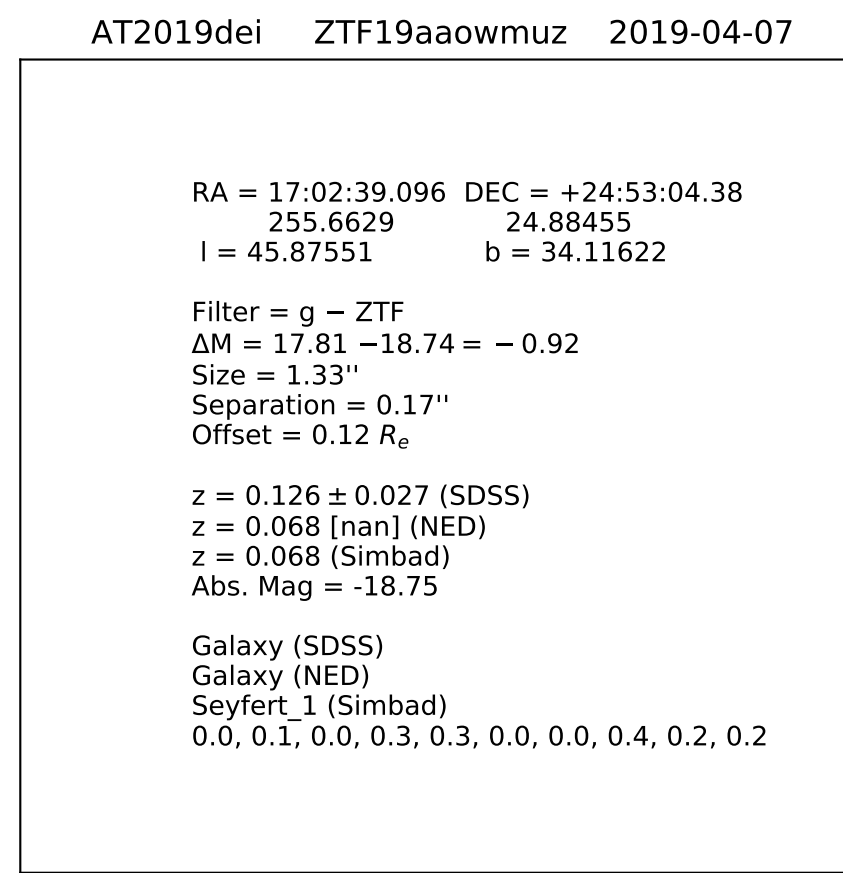 AT2019dei ZTF19aaowmuz 2019-04-07
RA = 17:02:39.096 DEC = +24:53:04.38
255.6629 24.88455
l = 45.87551 b = 34.11622
Filter = g − ZTF
ΔM = 17.81 −18.74 = − 0.92
Size = 1.33''
Separation = 0.17''
Offset = 0.12 Re
z = 0.126 ± 0.027 (SDSS)
z = 0.068 [nan] (NED)
z = 0.068 (Simbad)
Abs. Mag = -18.75
Galaxy (SDSS)
Galaxy (NED)
Seyfert_1 (Simbad)
0.0, 0.1, 0.0, 0.3, 0.3, 0.0, 0.0, 0.4, 0.2, 0.2